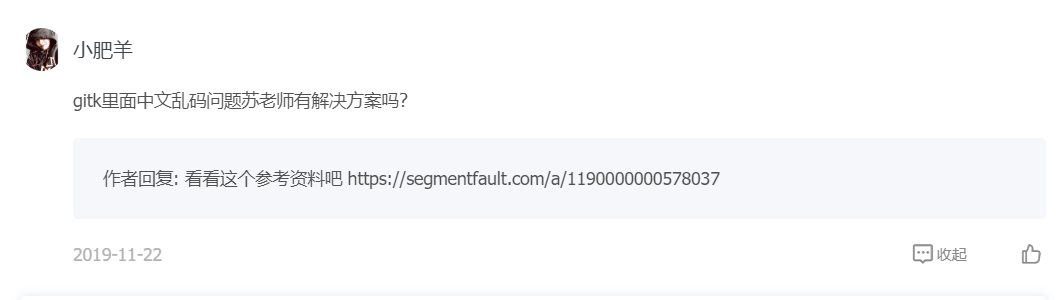 小肥羊
gitk里面中文乱码问题苏老师有解决方案吗？
作者回复: 看看这个参考资料吧 https://segmentfault.com/a/1190000000578037
2019-11-22
收起